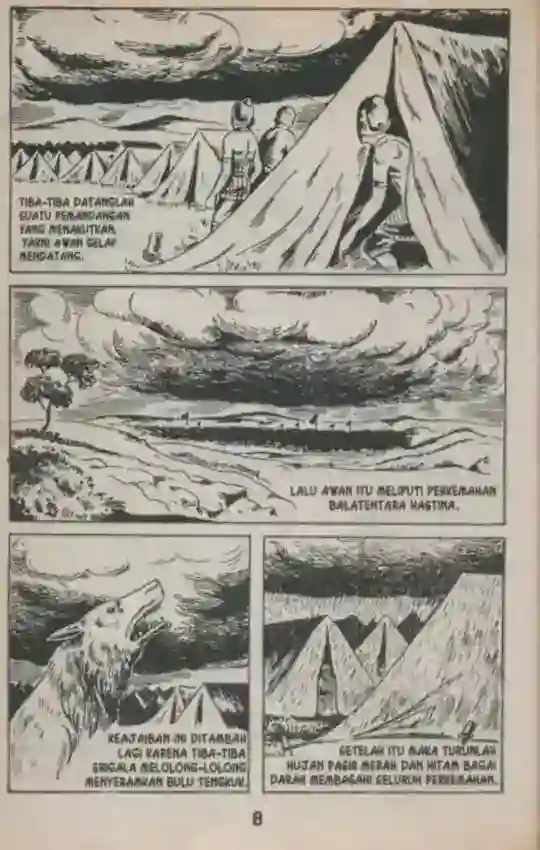 TIBA-TIBA DATANGLAH
SUATU PEMANDANGAN
YANG MENAKUTKAN,
YAKNI AWAN GELAP
MENDATANG.
LALU AWAN ITU MELIPUTI PERKEMAHAN
BALATENTARA HASTINA.
KEAJAIBAN INI DITAMBAH
LAGI KARENA TIBA-TIBA
SRIGALA MELOLONG-LOLONG
MENYERAMKAN BULU TENGKUK.
SETELAH ITU MAKA TURUNLAH
HUJAN PASIR MERAH DAN HITAM BAGAI
DARAH MEMBASAHI SELURUH PERKEMAHAN.
8